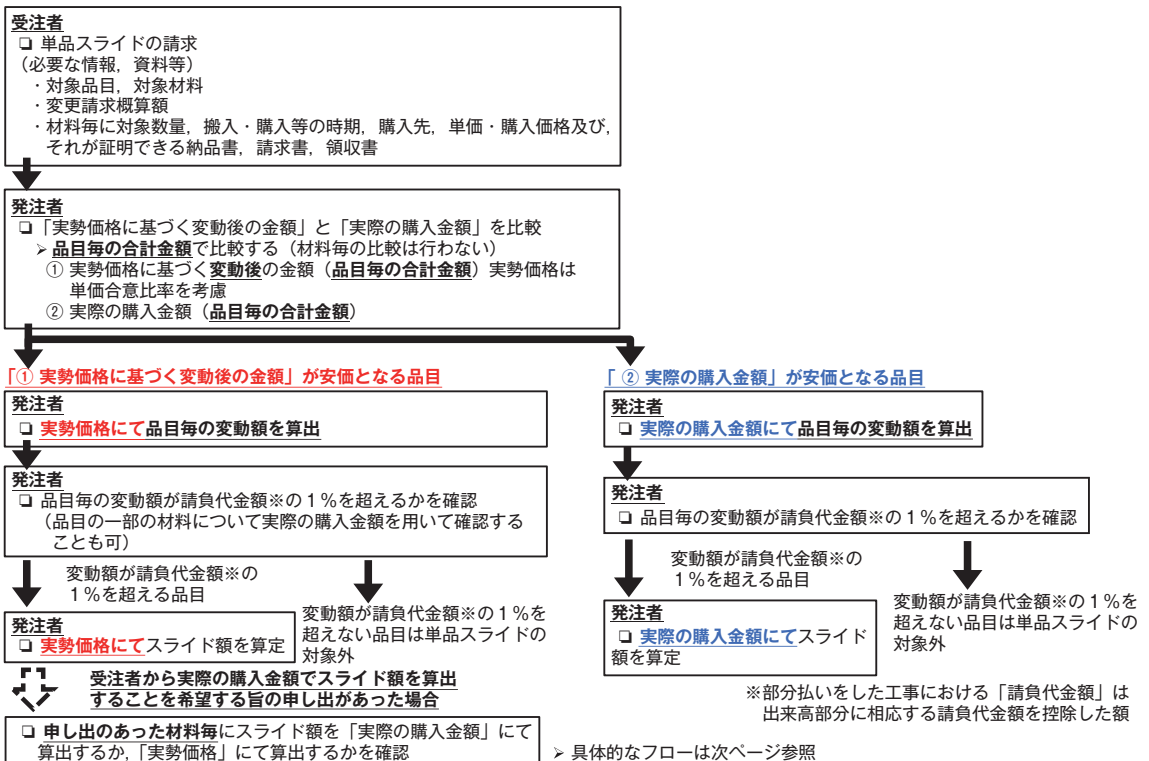 受注者
❏ 単品スライドの請求
（必要な情報，資料等）
・対象品目，対象材料
・変更請求概算額
・材料毎に対象数量，搬入・購入等の時期，購入先，単価・購入価格及び，
それが証明できる納品書，請求書，領収書
発注者
❏「実勢価格に基づく変動後の金額」と「実際の購入金額」を比較
➢ 品目毎の合計金額で比較する（材料毎の比較は行わない）
① 実勢価格に基づく変動後の金額（品目毎の合計金額）実勢価格は
単価合意比率を考慮
② 実際の購入金額（品目毎の合計金額）
「① 実勢価格に基づく変動後の金額」が安価となる品目
発注者
❏ 実勢価格にて品目毎の変動額を算出
発注者
❏ 品目毎の変動額が請負代金額※の１％を超えるかを確認
（品目の一部の材料について実際の購入金額を用いて確認する
ことも可）
変動額が請負代金額※の
１％を超える品目
変動額が請負代金額※の１％を
超えない品目は単品スライドの
対象外
発注者
❏ 実勢価格にてスライド額を算定
受注者から実際の購入金額でスライド額を算出
することを希望する旨の申し出があった場合
❏ 申し出のあった材料毎にスライド額を「実際の購入金額」にて
算出するか，「実勢価格」にて算出するかを確認
➢ 具体的なフローは次ページ参照
「 ② 実際の購入金額」が安価となる品目
発注者
❏ 実際の購入金額にて品目毎の変動額を算出
発注者
❏ 品目毎の変動額が請負代金額※の１％を超えるかを確認
変動額が請負代金額※の
１％を超える品目
変動額が請負代金額※の１％を
超えない品目は単品スライドの
対象外
発注者
❏ 実際の購入金額にてスライド
額を算定
※部分払いをした工事における「請負代金額」は
出来高部分に相応する請負代金額を控除した額